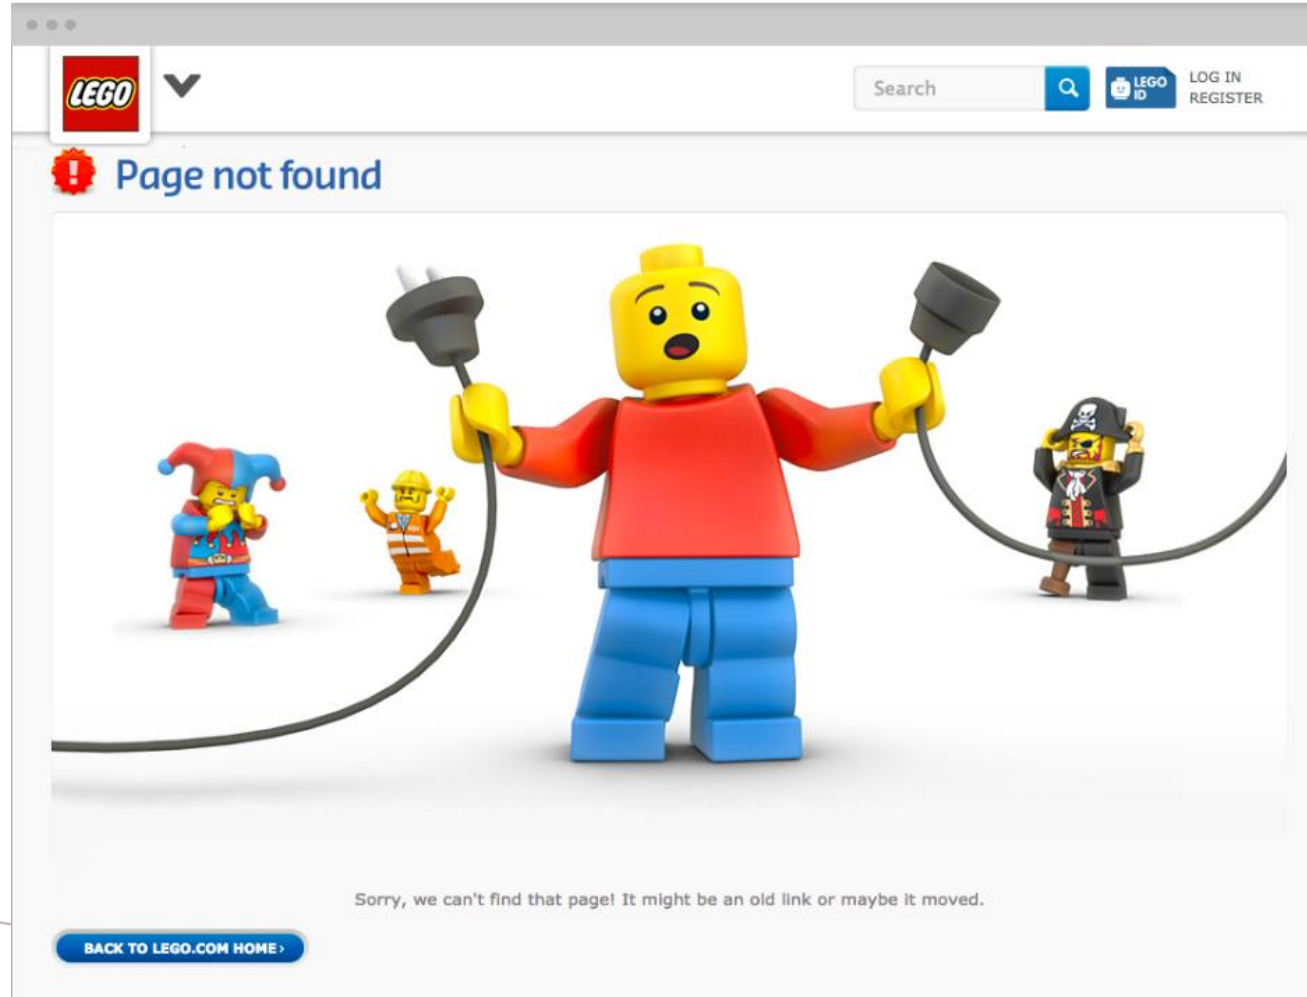 LEGO
Search
LEGO
ID
LOG IN
REGISTER
! Page not found
Sorry, we can't find that page! It might be an old link or maybe it moved.
BACK TO LEGO.COM HOME ›